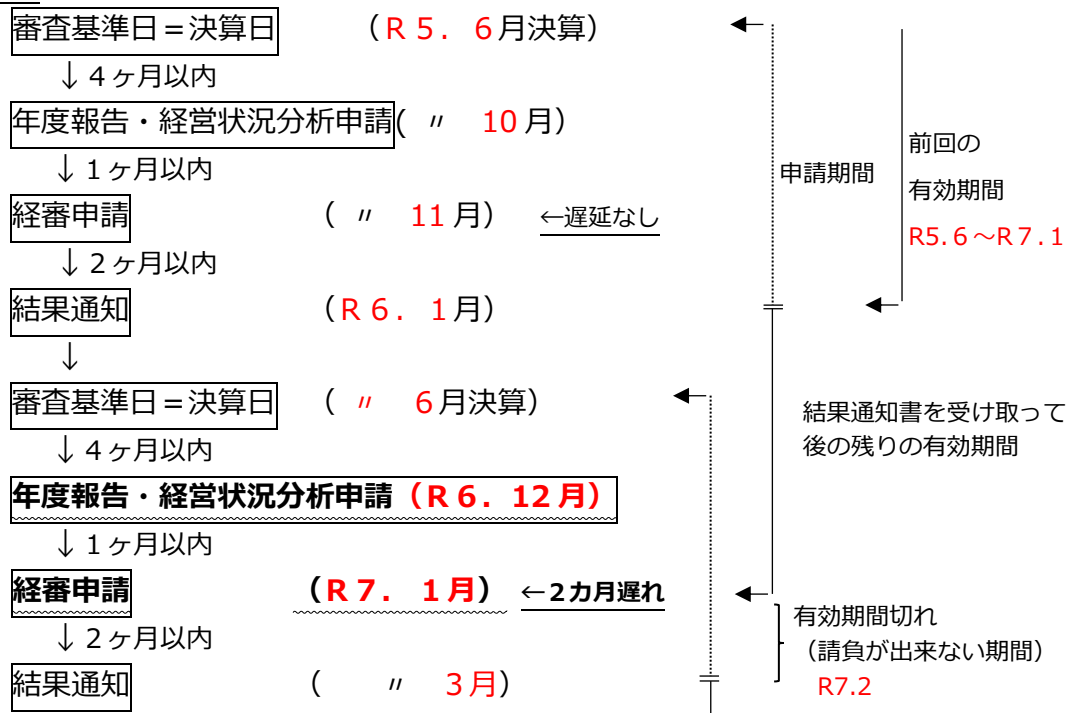 審査基準日＝決算日 （Ｒ５．６月決算）
↓４ヶ月以内
年度報告・経営状況分析申請( 〃 10月）
↓１ヶ月以内
経審申請 （ 〃 11月） ←遅延なし
↓２ヶ月以内
結果通知 （Ｒ６．１月）
↓
審査基準日＝決算日 （ 〃 ６月決算）
↓４ヶ月以内
年度報告・経営状況分析申請（Ｒ６．12月）
↓１ヶ月以内
経審申請 （Ｒ７．１月） ←２カ月遅れ
↓２ヶ月以内
結果通知 （ 〃 ３月）
申請期間
前回の
有効期間
R5.６～Ｒ７.１
結果通知書を受け取って
後の残りの有効期間
有効期間切れ
（請負が出来ない期間）
R7.2